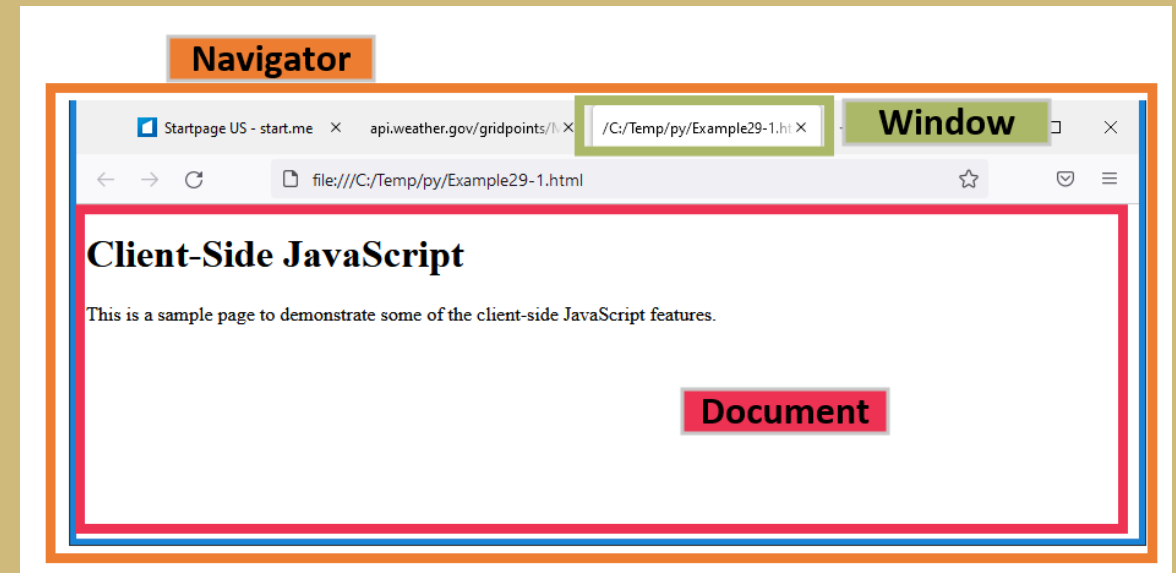 Navigator
Startpage US - start.me
api.weather.gov/gridpoints/
/C:/Temp/py/Example29-1.ht
Window
file:///C:/Temp/py/Example29-1.html
Client-Side JavaScript
This is a sample page to demonstrate some of the client-side JavaScript features.
Document